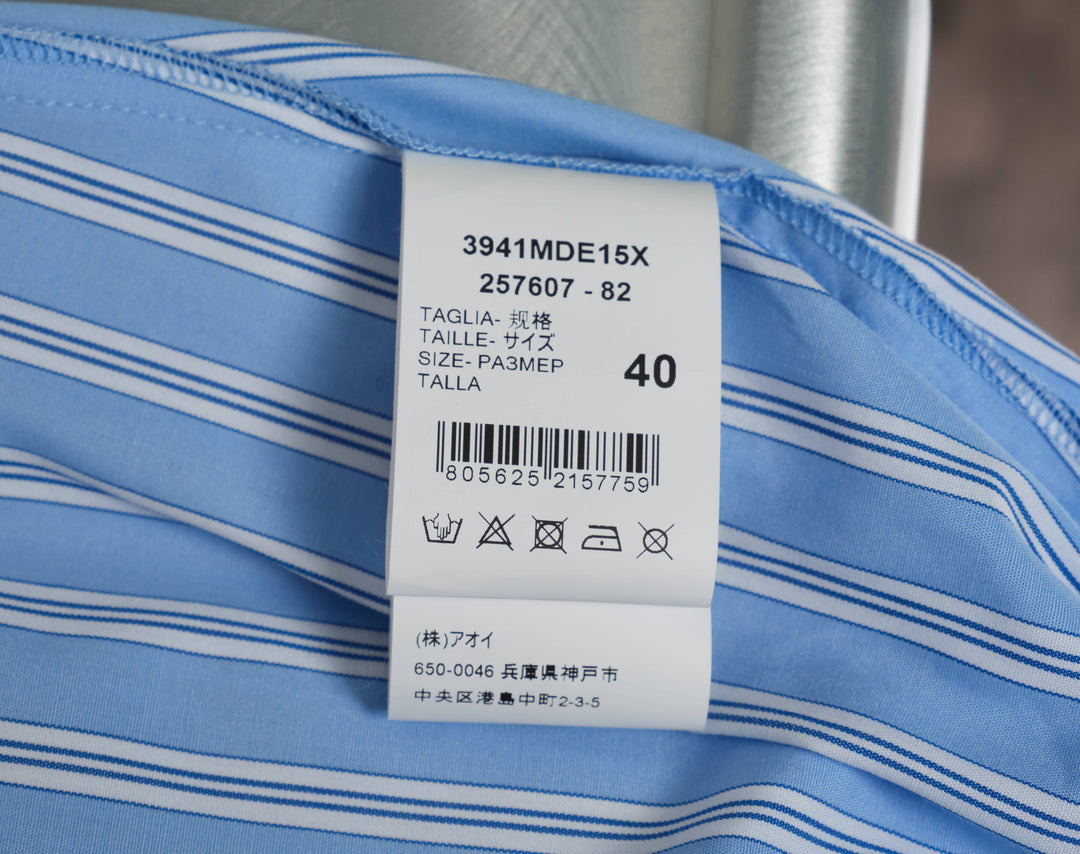 3941MDE15X
257607 - 82
TAGLIA- 规格
TAILLE- サイズ
SIZE- РАЗМЕР
TALLA
40
805625 2157759
(株)アオイ
650-0046 兵庫県神戸市
中央区港島中町2-3-5